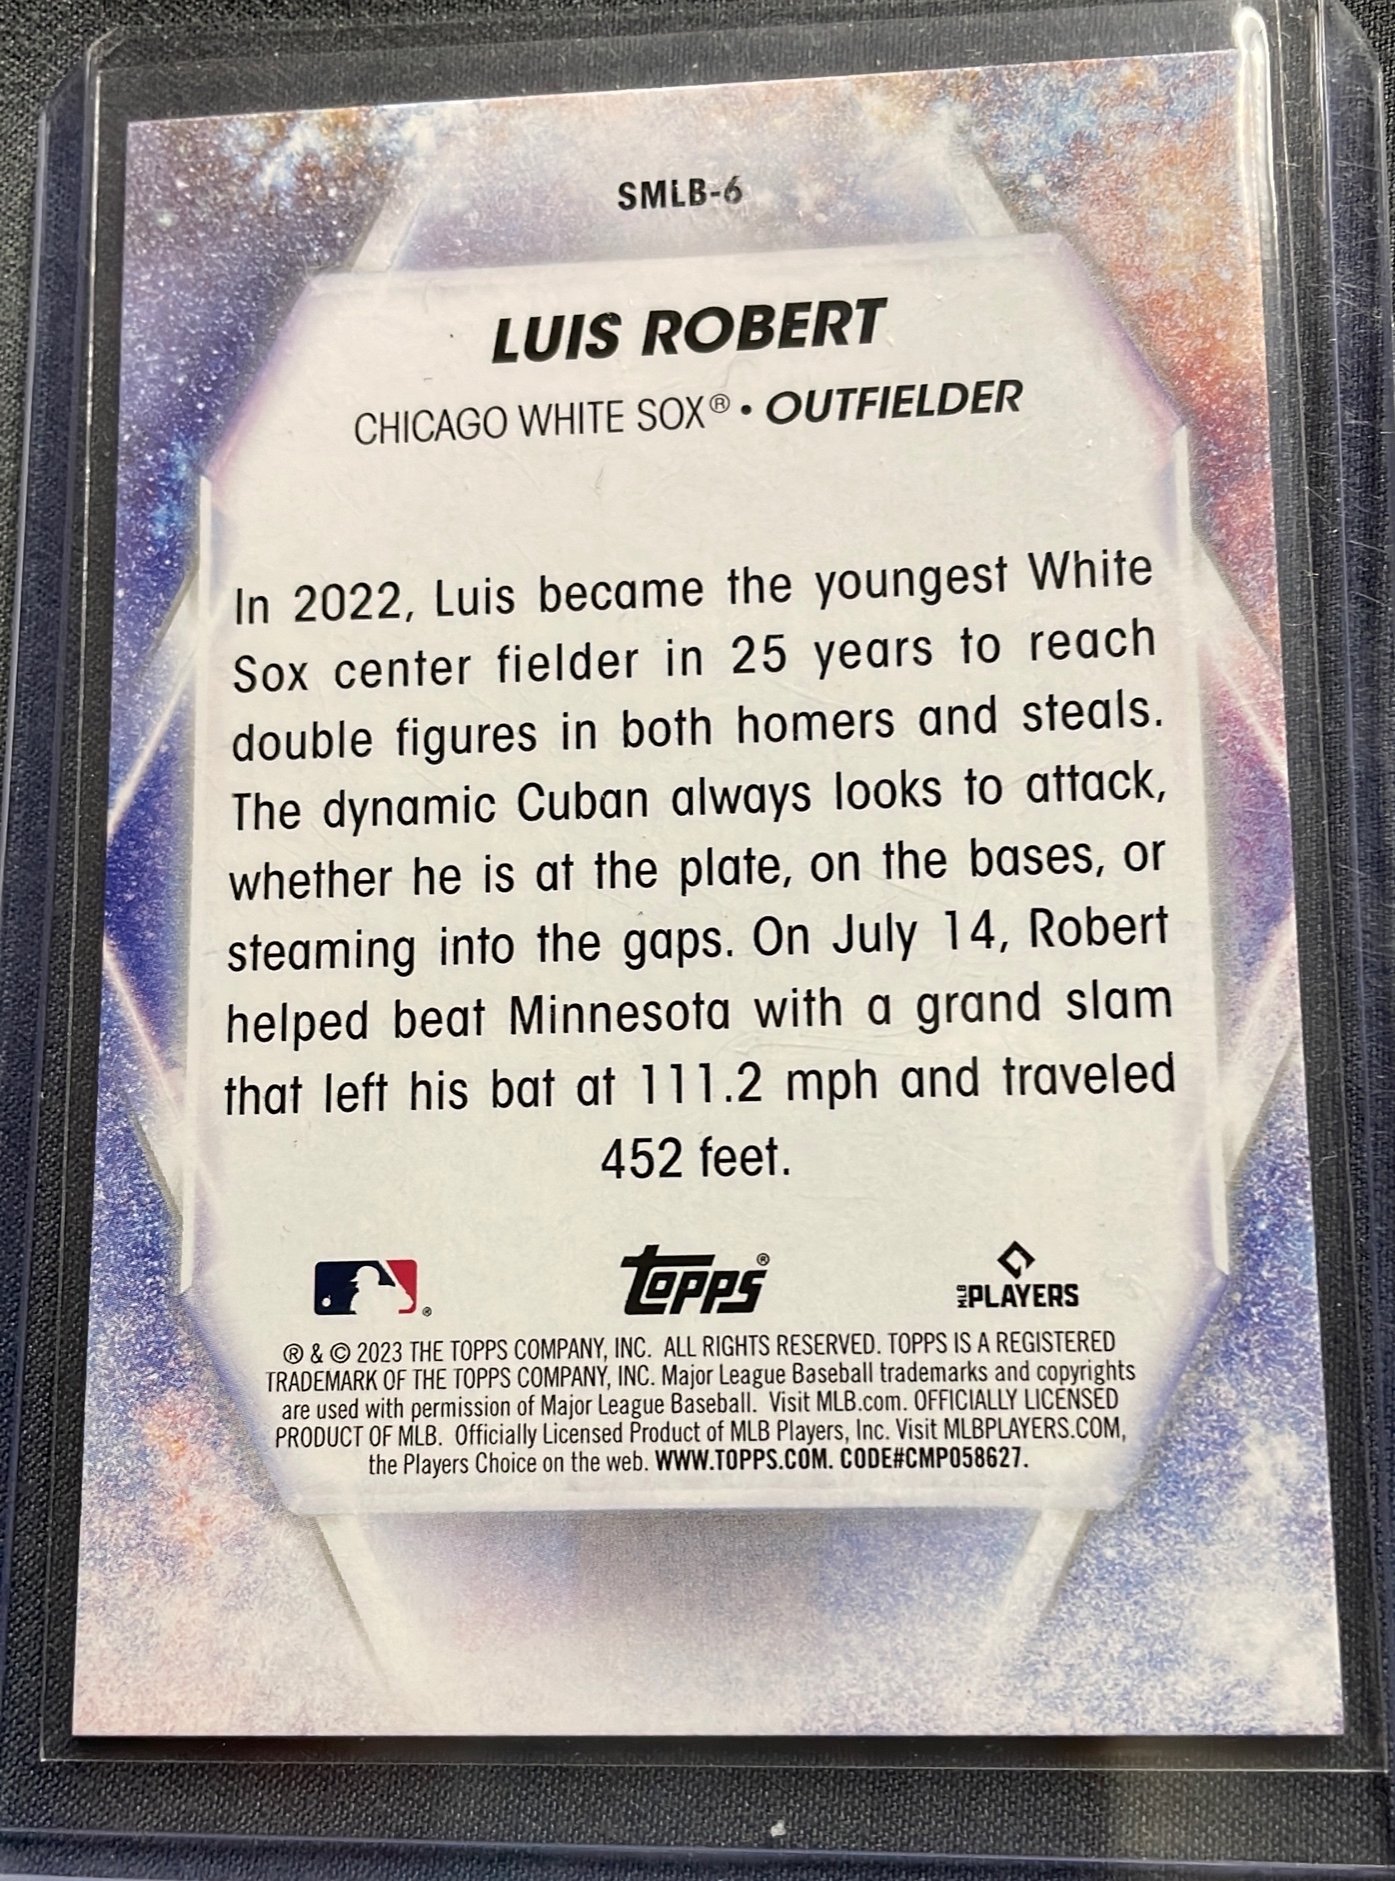 SMLB-6
LUIS ROBERT
CHICAGO WHITE SOX® • OUTFIELDER
In 2022, Luis became the youngest White
Sox center fielder in 25 years to reach
double figures in both homers and steals.
The dynamic Cuban always looks to attack,
whether he is at the plate, on the bases, or
steaming into the gaps. On July 14, Robert
helped beat Minnesota with a grand slam
that left his bat at 111.2 mph and traveled
452 feet.
®
TOPPS®
MLB PLAYERS
® & © 2023 THE TOPPS COMPANY, INC. ALL RIGHTS RESERVED. TOPPS IS A REGISTERED
TRADEMARK OF THE TOPPS COMPANY, INC. Major League Baseball trademarks and copyrights
are used with permission of Major League Baseball. Visit MLB.com. OFFICIALLY LICENSED
PRODUCT OF MLB. Officially Licensed Product of MLB Players, Inc. Visit MLBPLAYERS.COM,
the Players Choice on the web. WWW.TOPPS.COM. CODE#CMP058627.